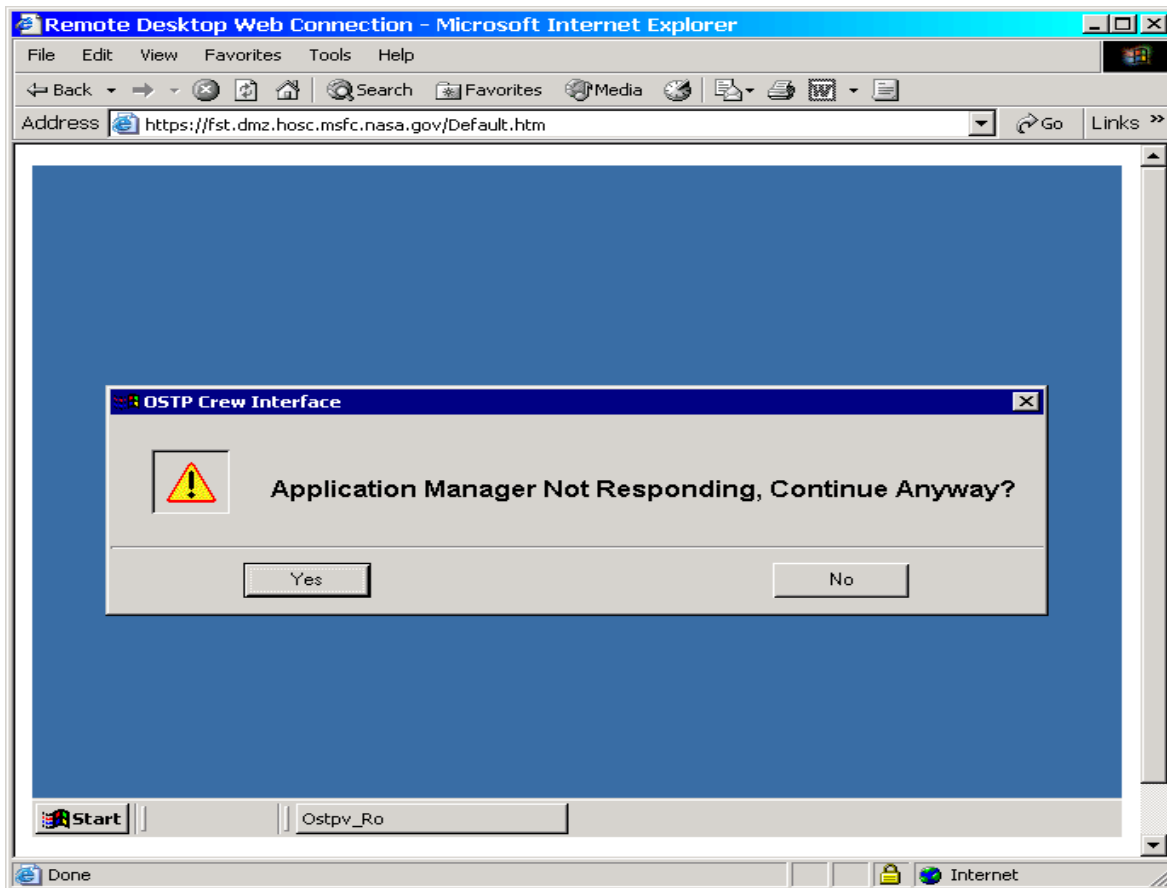 Remote Desktop Web Connection - Microsoft Internet Explorer
File Edit View Favorites Tools Help
Back Search Favorites Media W
Address https://fst.dmz.hosc.msfc.nasa.gov/Default.htm Go Links »
OSTP Crew Interface
Application Manager Not Responding, Continue Anyway?
Yes No
Start Ostpv_Ro
Done Internet